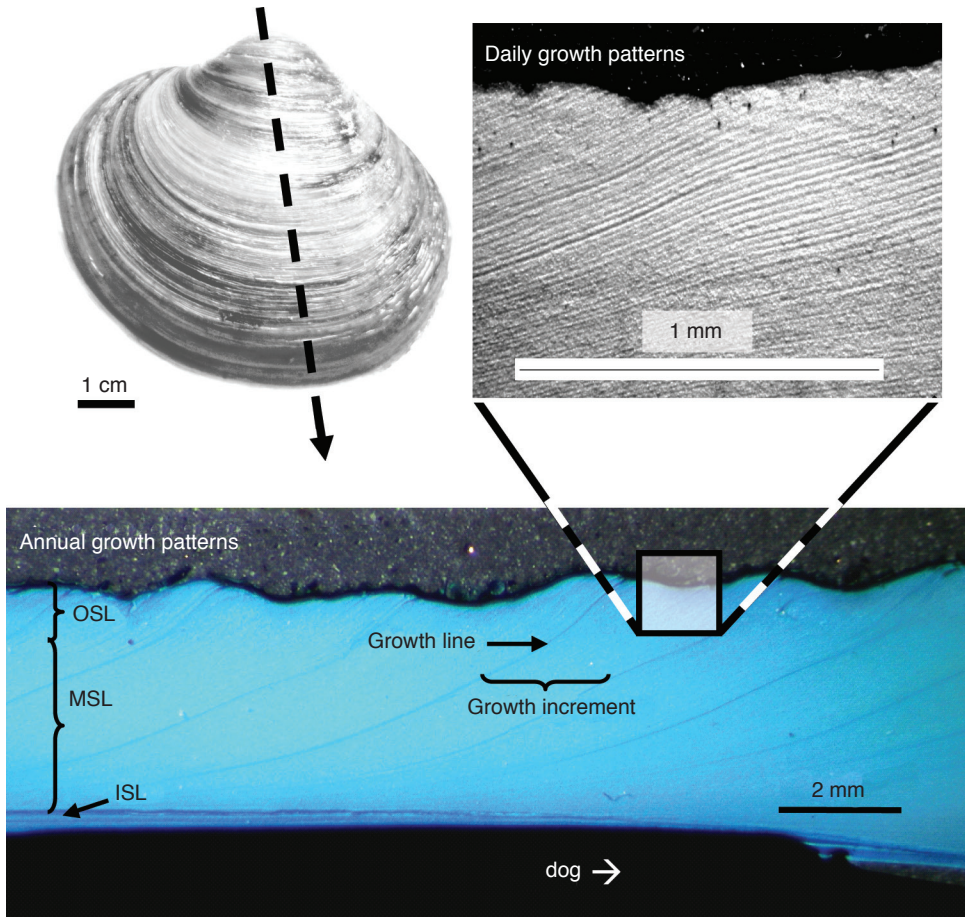 Daily growth patterns
1 mm
1 cm
Annual growth patterns
OSL
Growth line
MSL
Growth increment
ISL
2 mm
dog